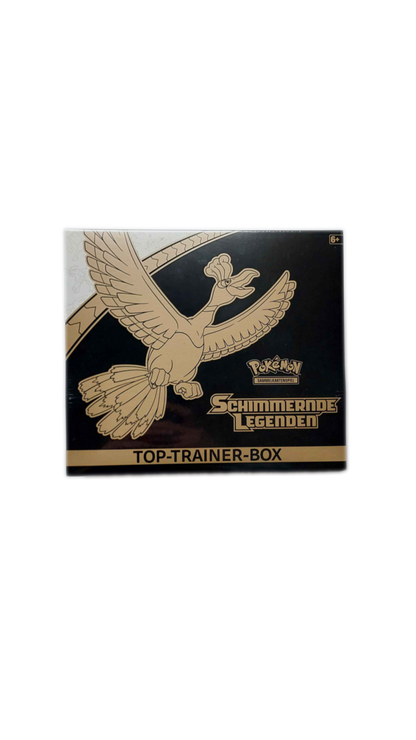 6+
POKéMON
SAMMELKARTENSPIEL
SCHIMMERNDE
LEGENDEN
TOP-TRAINER-BOX